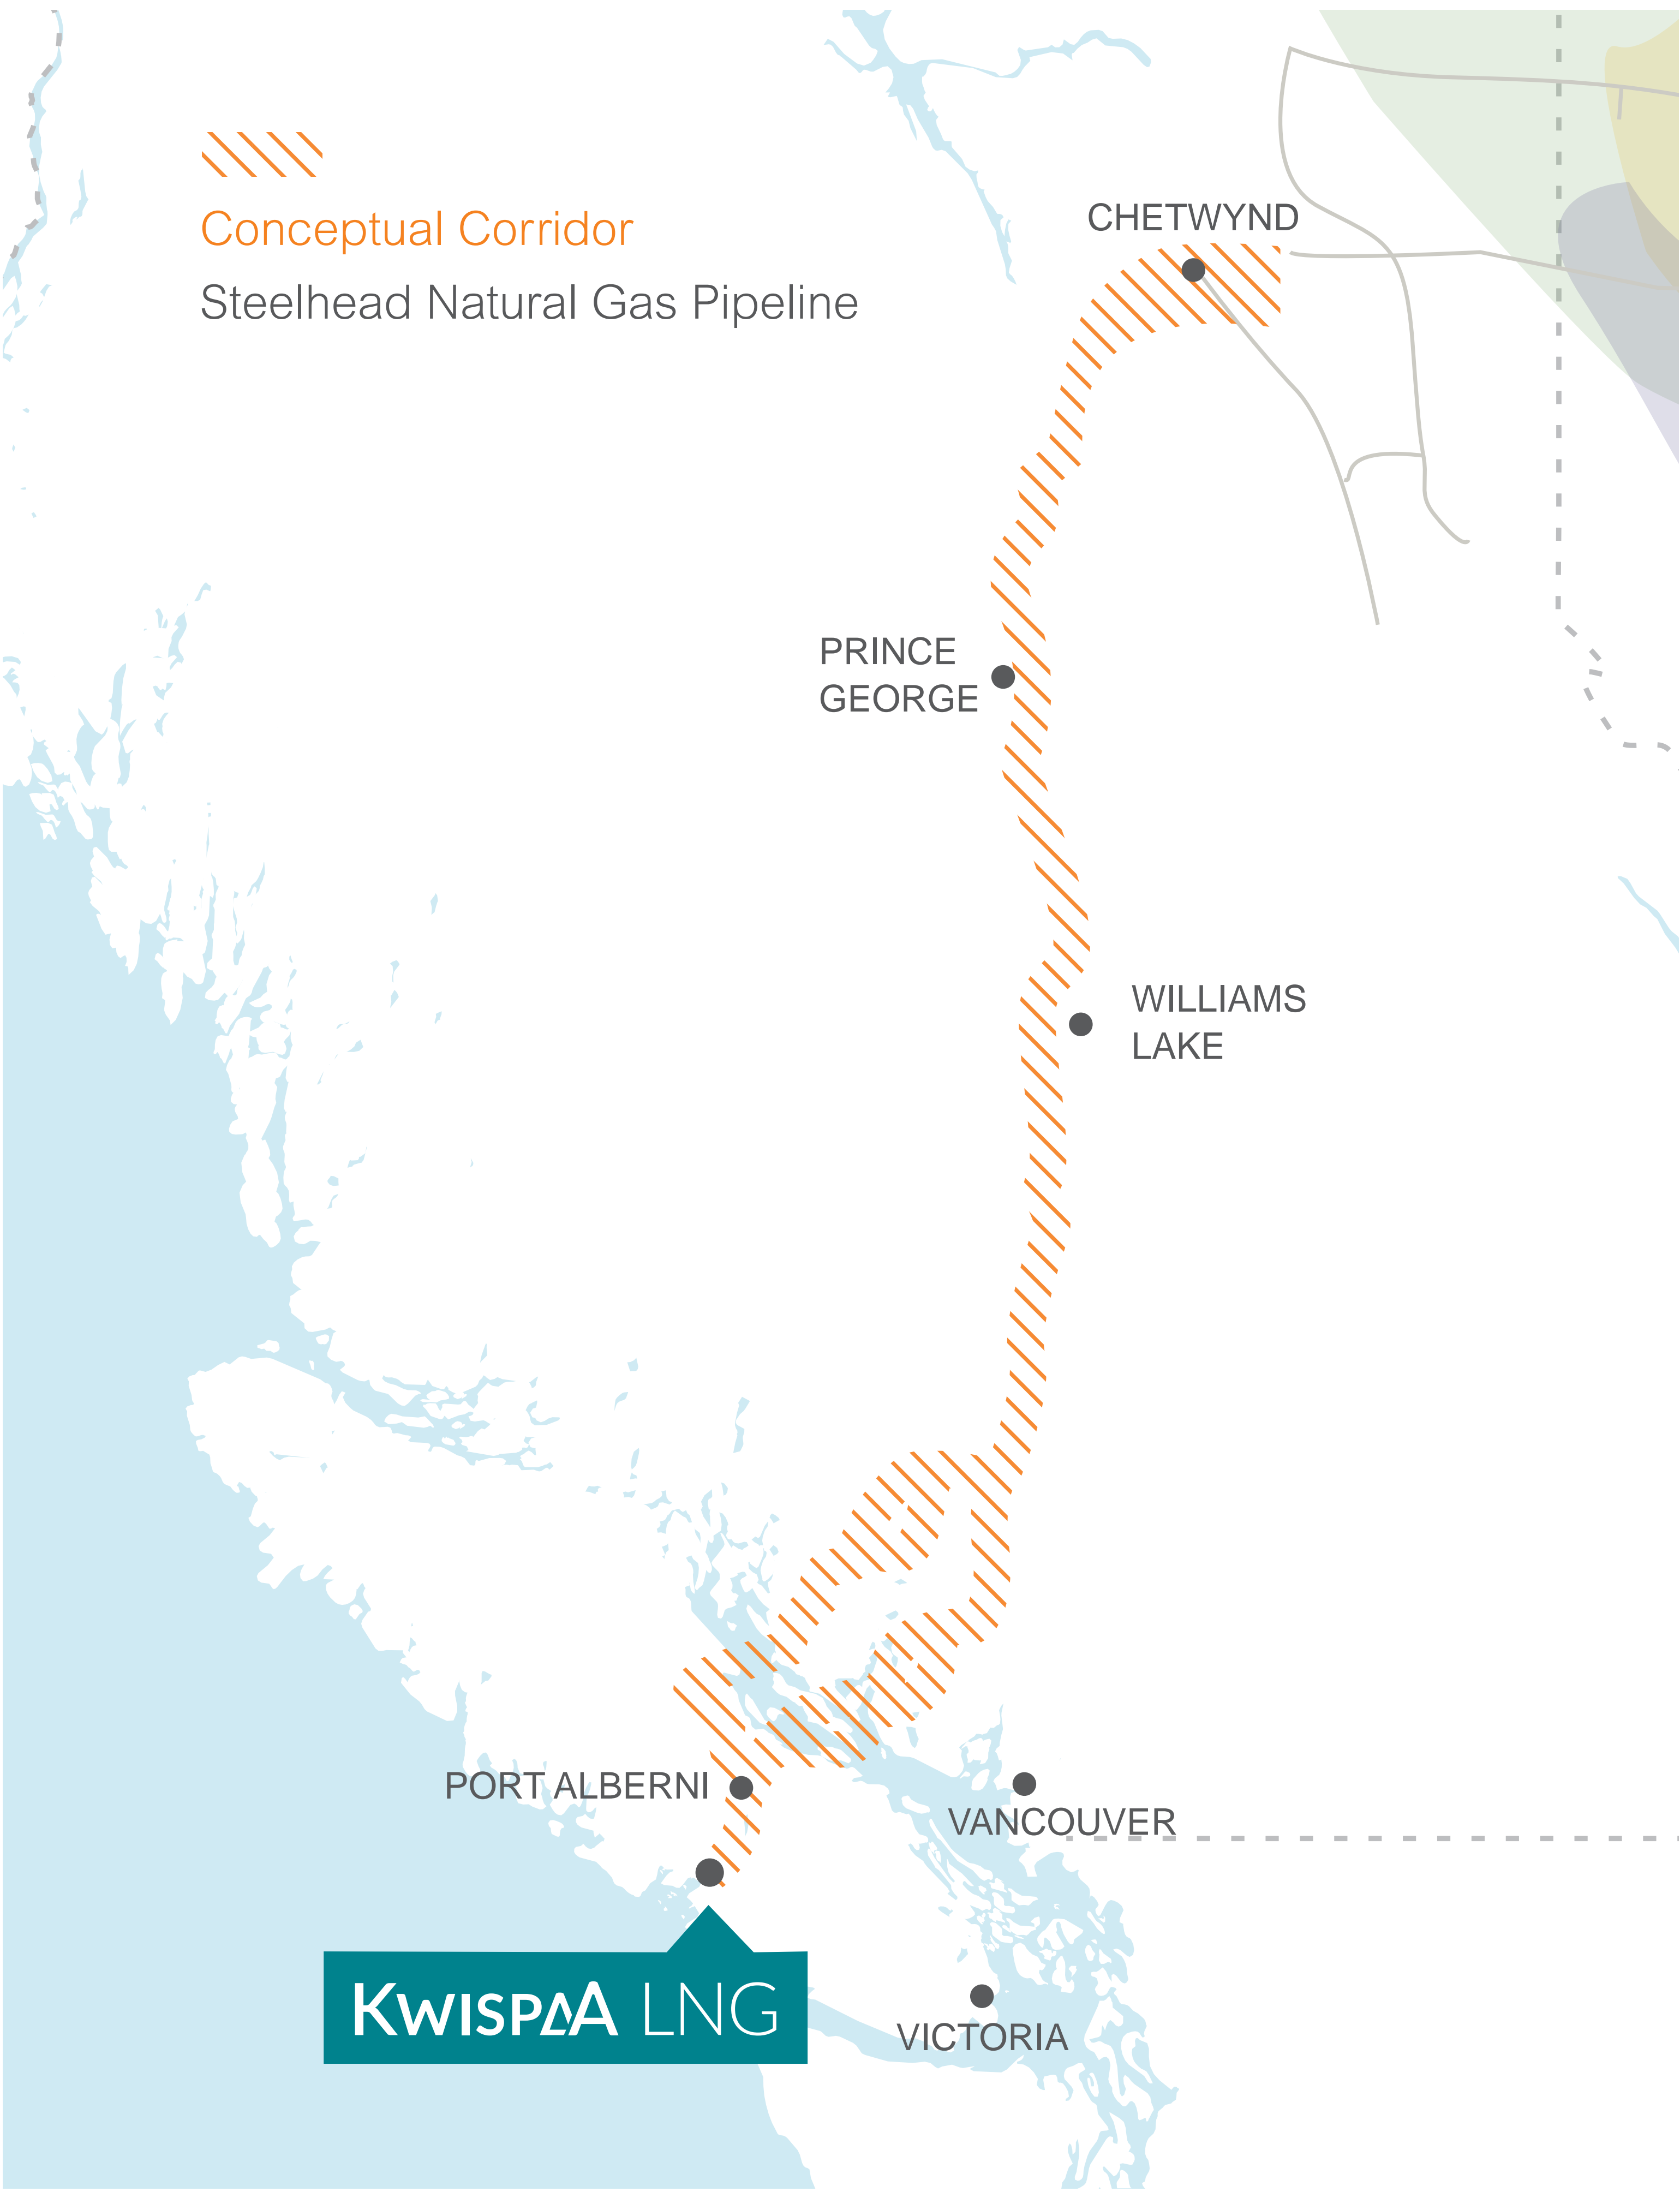 Conceptual Corridor
Steelhead Natural Gas Pipeline
CHETWYND
PRINCE
GEORGE
WILLIAMS
LAKE
PORT ALBERNI
VANCOUVER
KWISPAA LNG
VICTORIA